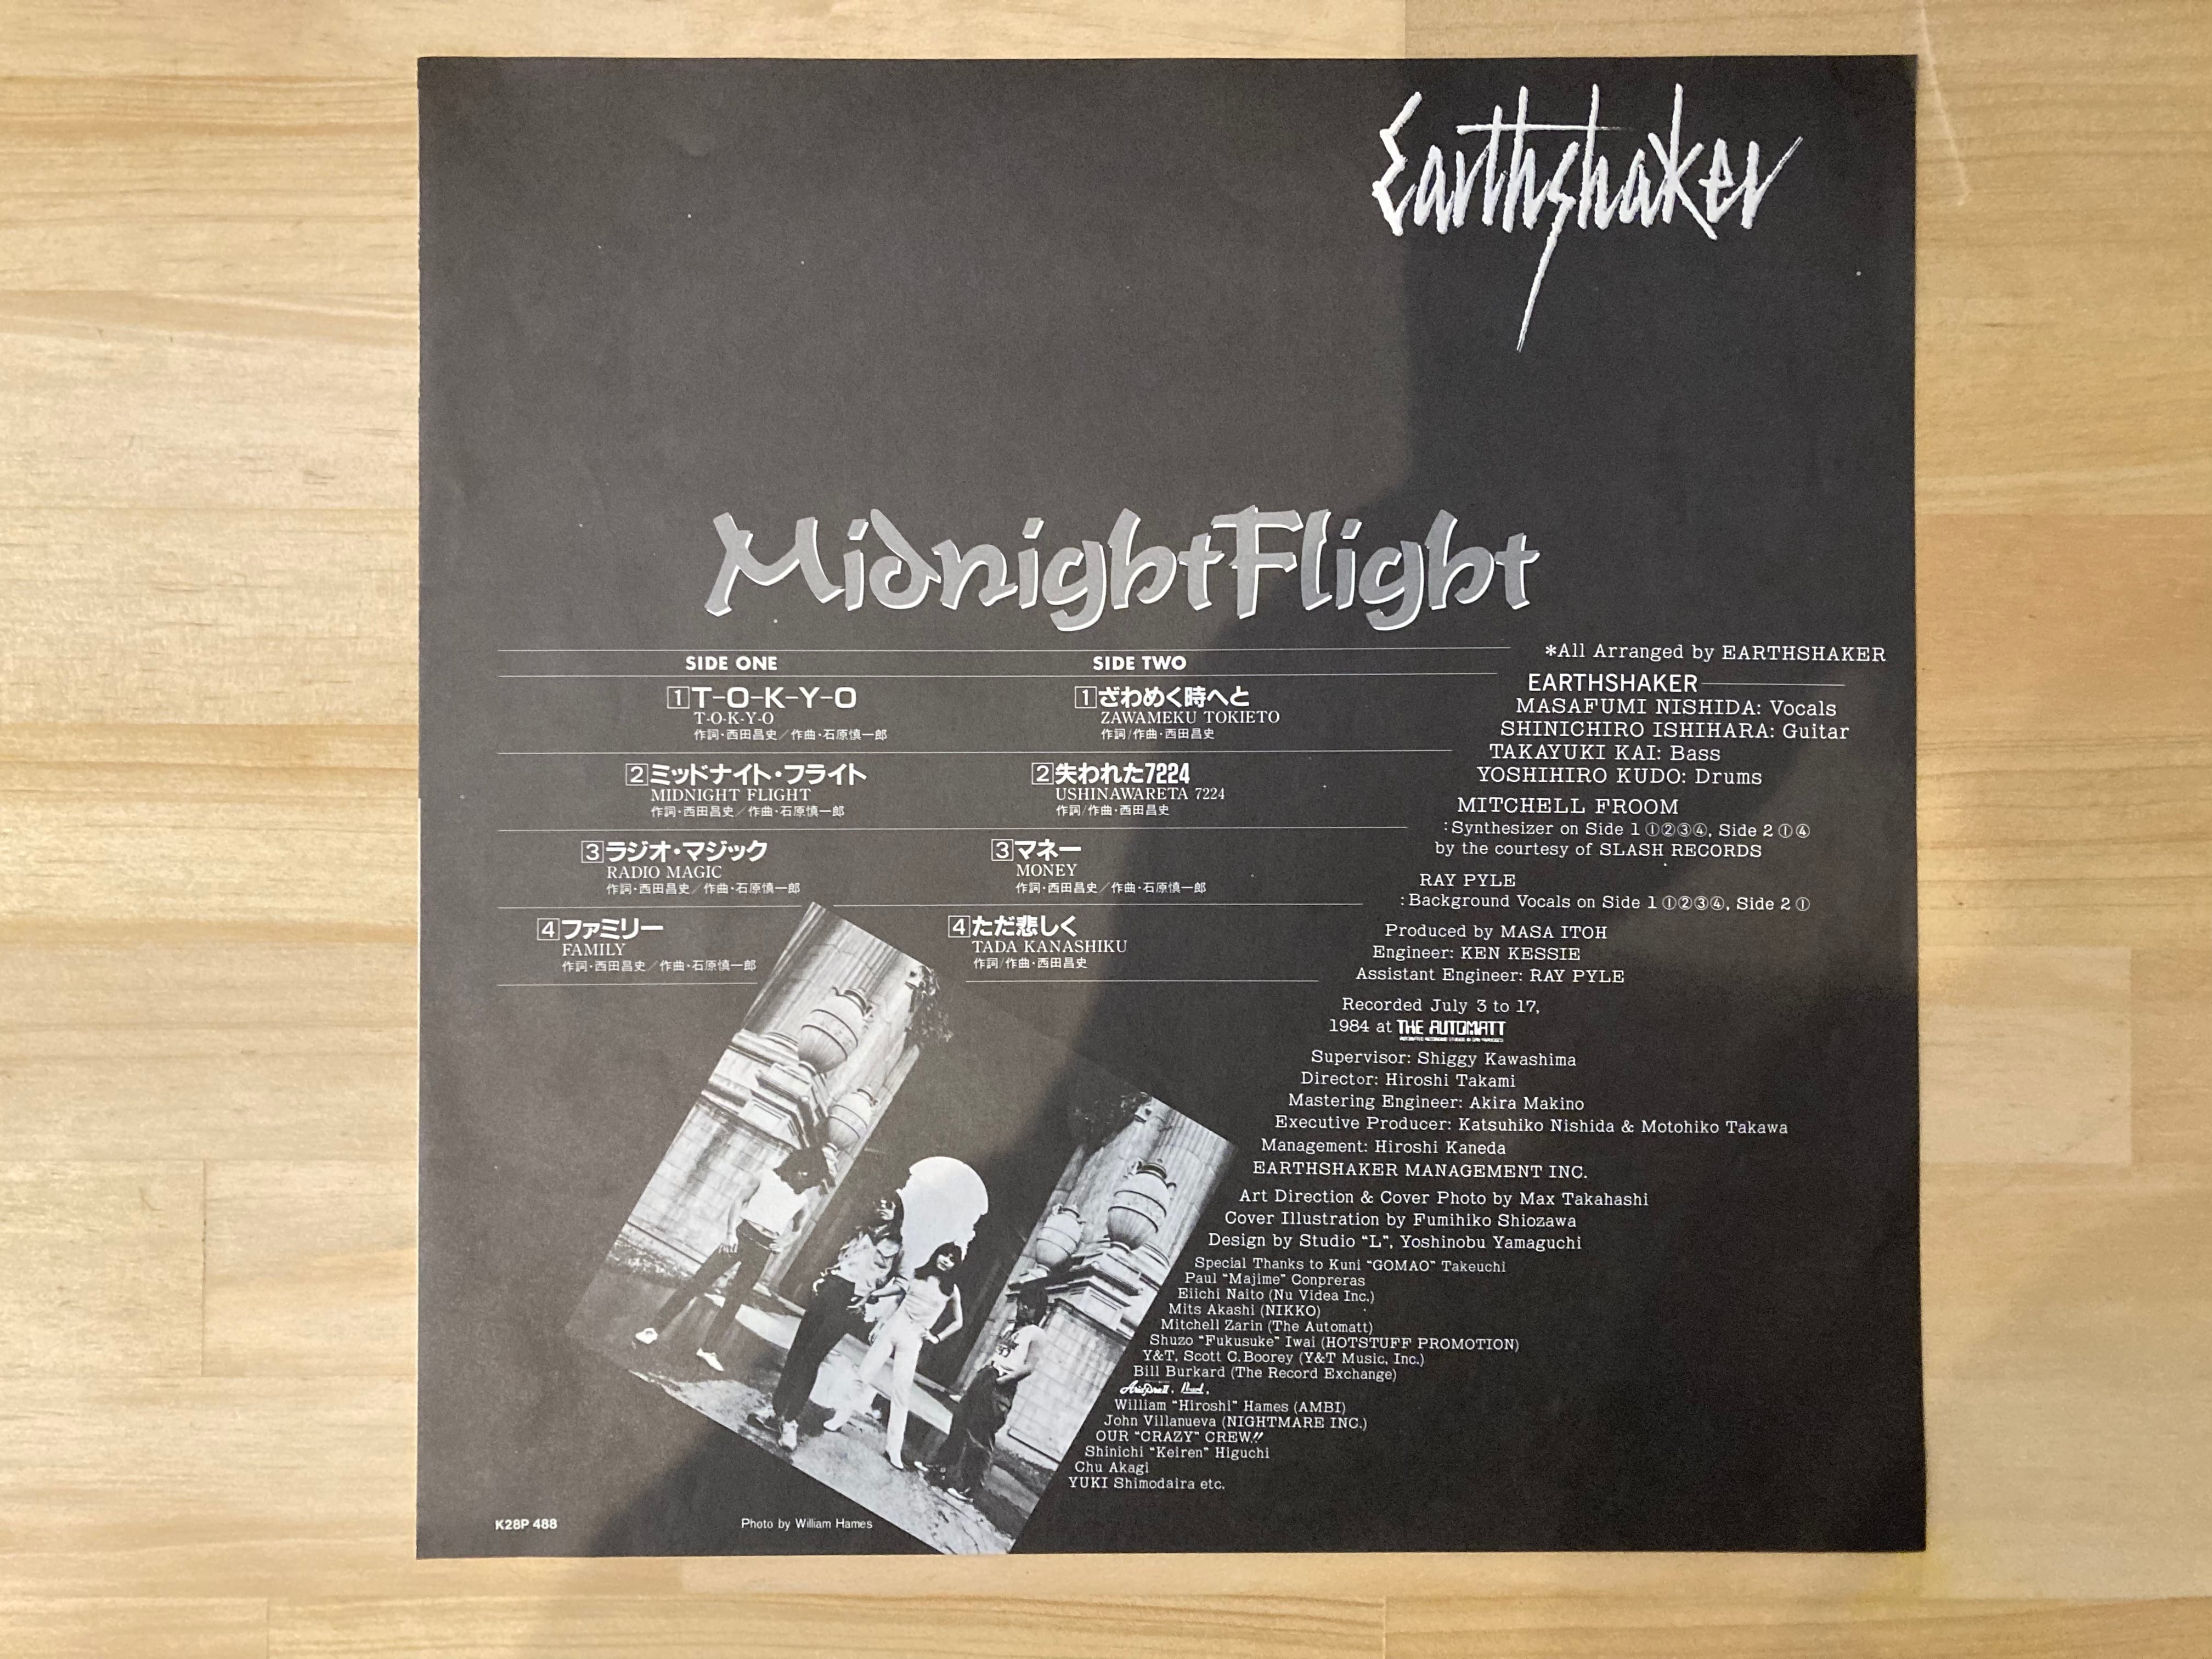 Earthshaker
Midnight Flight
SIDE ONE
1 T-O-K-Y-O
T-O-K-Y-O
作詞・西田昌史／作曲・石原慎一郎
2 ミッドナイト・フライト
MIDNIGHT FLIGHT
作詞・西田昌史／作曲・石原慎一郎
3 ラジオ・マジック
RADIO MAGIC
作詞・西田昌史／作曲・石原慎一郎
4 ファミリー
FAMILY
作詞・西田昌史／作曲・石原慎一郎
SIDE TWO
1 ざわめく時へと
ZAWAMEKU TOKIETO
作詞/作曲・西田昌史
2 失われた7224
USHINAWARETA 7224
作詞/作曲・西田昌史
3 マネー
MONEY
作詞・西田昌史／作曲・石原慎一郎
4 ただ悲しく
TADA KANASHIKU
作詞/作曲・西田昌史
*All Arranged by EARTHSHAKER
EARTHSHAKER
MASAFUMI NISHIDA: Vocals
SHINICHIRO ISHIHARA: Guitar
TAKAYUKI KAI: Bass
YOSHIHIRO KUDO: Drums
MITCHELL FROOM
:Synthesizer on Side 1 ①②③④, Side 2 ①④
by the courtesy of SLASH RECORDS
RAY PYLE
:Background Vocals on Side 1 ①②③④, Side 2 ①
Produced by MASA ITOH
Engineer: KEN KESSIE
Assistant Engineer: RAY PYLE
Recorded July 3 to 17,
1984 at THE AUTOMATT
Supervisor: Shiggy Kawashima
Director: Hiroshi Takami
Mastering Engineer: Akira Makino
Executive Producer: Katsuhiko Nishida & Motohiko Takawa
Management: Hiroshi Kaneda
EARTHSHAKER MANAGEMENT INC.
Art Direction & Cover Photo by Max Takahashi
Cover Illustration by Fumihiko Shiozawa
Design by Studio "L", Yoshinobu Yamaguchi
Special Thanks to Kuni "GOMAO" Takeuchi
Paul "Majime" Conpreras
Eiichi Naito (Nu Videa Inc.)
Mits Akashi (NIKKO)
Mitchell Zarin (The Automatt)
Shuzo "Fukusuke" Iwai (HOTSTUFF PROMOTION)
Y&T, Scott C.Boorey (Y&T Music, Inc.)
Bill Burkard (The Record Exchange)
AriaProII, Pearl,
William "Hiroshi" Hames (AMBI)
John Villanueva (NIGHTMARE INC.)
OUR "CRAZY" CREW!!
Shinichi "Keiren" Higuchi
Chu Akagi
YUKI Shimodaira etc.
K28P 488
Photo by William Hames